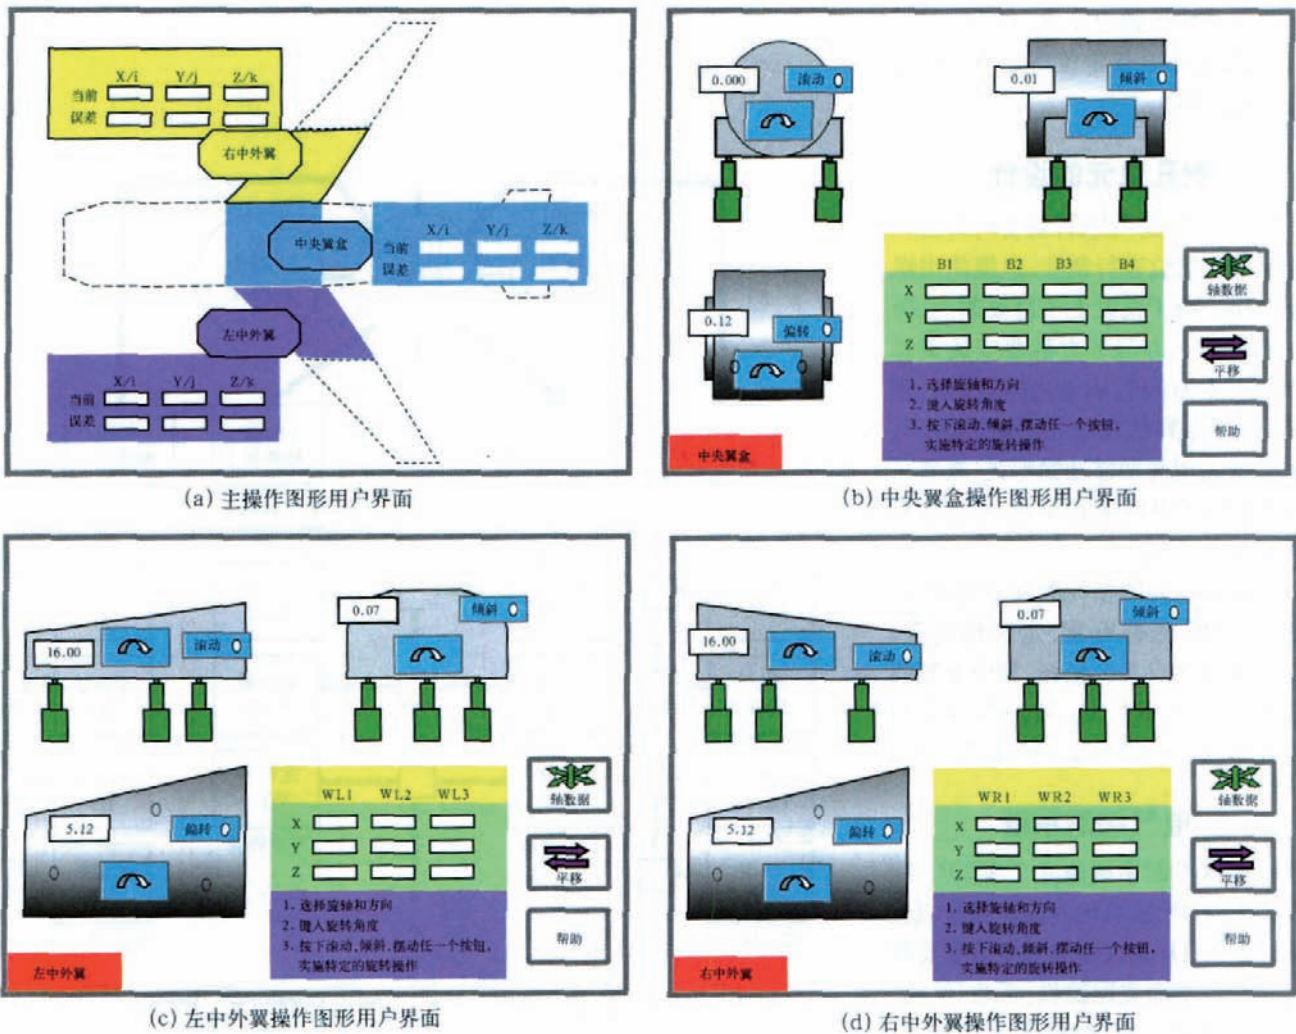 X/i Y/j Z/k
当前
误差
右中外翼
中央翼盒
X/i Y/j Z/k
当前
误差
左中外翼
X/i Y/j Z/k
当前
误差
(a) 主操作图形用户界面
0.000 滚动
0.01 倾斜
0.12 偏转
B1 B2 B3 B4
X
Y
Z
1. 选择旋轴和方向
2. 键入旋转角度
3. 按下滚动、倾斜、摆动任一个按钮,
实施特定的旋转操作
轴数据
平移
帮助
中央翼盒
(b) 中央翼盒操作图形用户界面
16.00 滚动
0.07 倾斜
5.12 偏转
WL1 WL2 WL3
X
Y
Z
1. 选择旋轴和方向
2. 键入旋转角度
3. 按下滚动、倾斜、摆动任一个按钮,
实施特定的旋转操作
轴数据
平移
帮助
左中外翼
(c) 左中外翼操作图形用户界面
16.00 滚动
0.07 倾斜
5.12 偏转
WR1 WR2 WR3
X
Y
Z
1. 选择旋轴和方向
2. 键入旋转角度
3. 按下滚动、倾斜、摆动任一个按钮,
实施特定的旋转操作
轴数据
平移
帮助
右中外翼
(d) 右中外翼操作图形用户界面